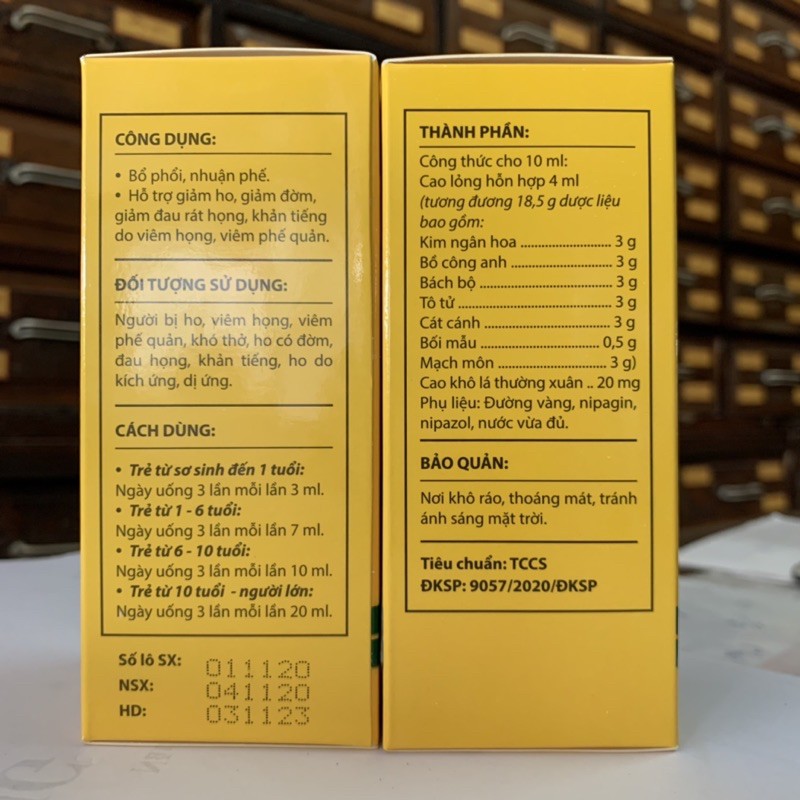 CÔNG DỤNG:
• Bổ phổi, nhuận phế.
• Hỗ trợ giảm ho, giảm đờm,
giảm đau rát họng, khản tiếng
do viêm họng, viêm phế quản.
ĐỐI TƯỢNG SỬ DỤNG:
Người bị ho, viêm họng, viêm
phế quản, khó thở, ho có đờm,
đau họng, khản tiếng, ho do
kích ứng, dị ứng.
CÁCH DÙNG:
• Trẻ từ sơ sinh đến 1 tuổi:
Ngày uống 3 lần mỗi lần 3 ml.
• Trẻ từ 1 - 6 tuổi:
Ngày uống 3 lần mỗi lần 7 ml.
• Trẻ từ 6 - 10 tuổi:
Ngày uống 3 lần mỗi lần 10 ml.
• Trẻ từ 10 tuổi - người lớn:
Ngày uống 3 lần mỗi lần 20 ml.
Số lô SX: 011120
NSX: 041120
HD: 031123
THÀNH PHẦN:
Công thức cho 10 ml:
Cao lỏng hỗn hợp 4 ml
(tương đương 18,5 g dược liệu
bao gồm:
Kim ngân hoa ............................ 3 g
Bồ công anh ............................ 3 g
Bách bộ .................................... 3 g
Tô tử ......................................... 3 g
Cát cánh ................................... 3 g
Bối mẫu ................................. 0,5 g
Mạch môn ............................... 3 g)
Cao khô lá thường xuân .. 20 mg
Phụ liệu: Đường vàng, nipagin,
nipazol, nước vừa đủ.
BẢO QUẢN:
Nơi khô ráo, thoáng mát, tránh
ánh sáng mặt trời.
Tiêu chuẩn: TCCS
ĐKSP: 9057/2020/ĐKSP